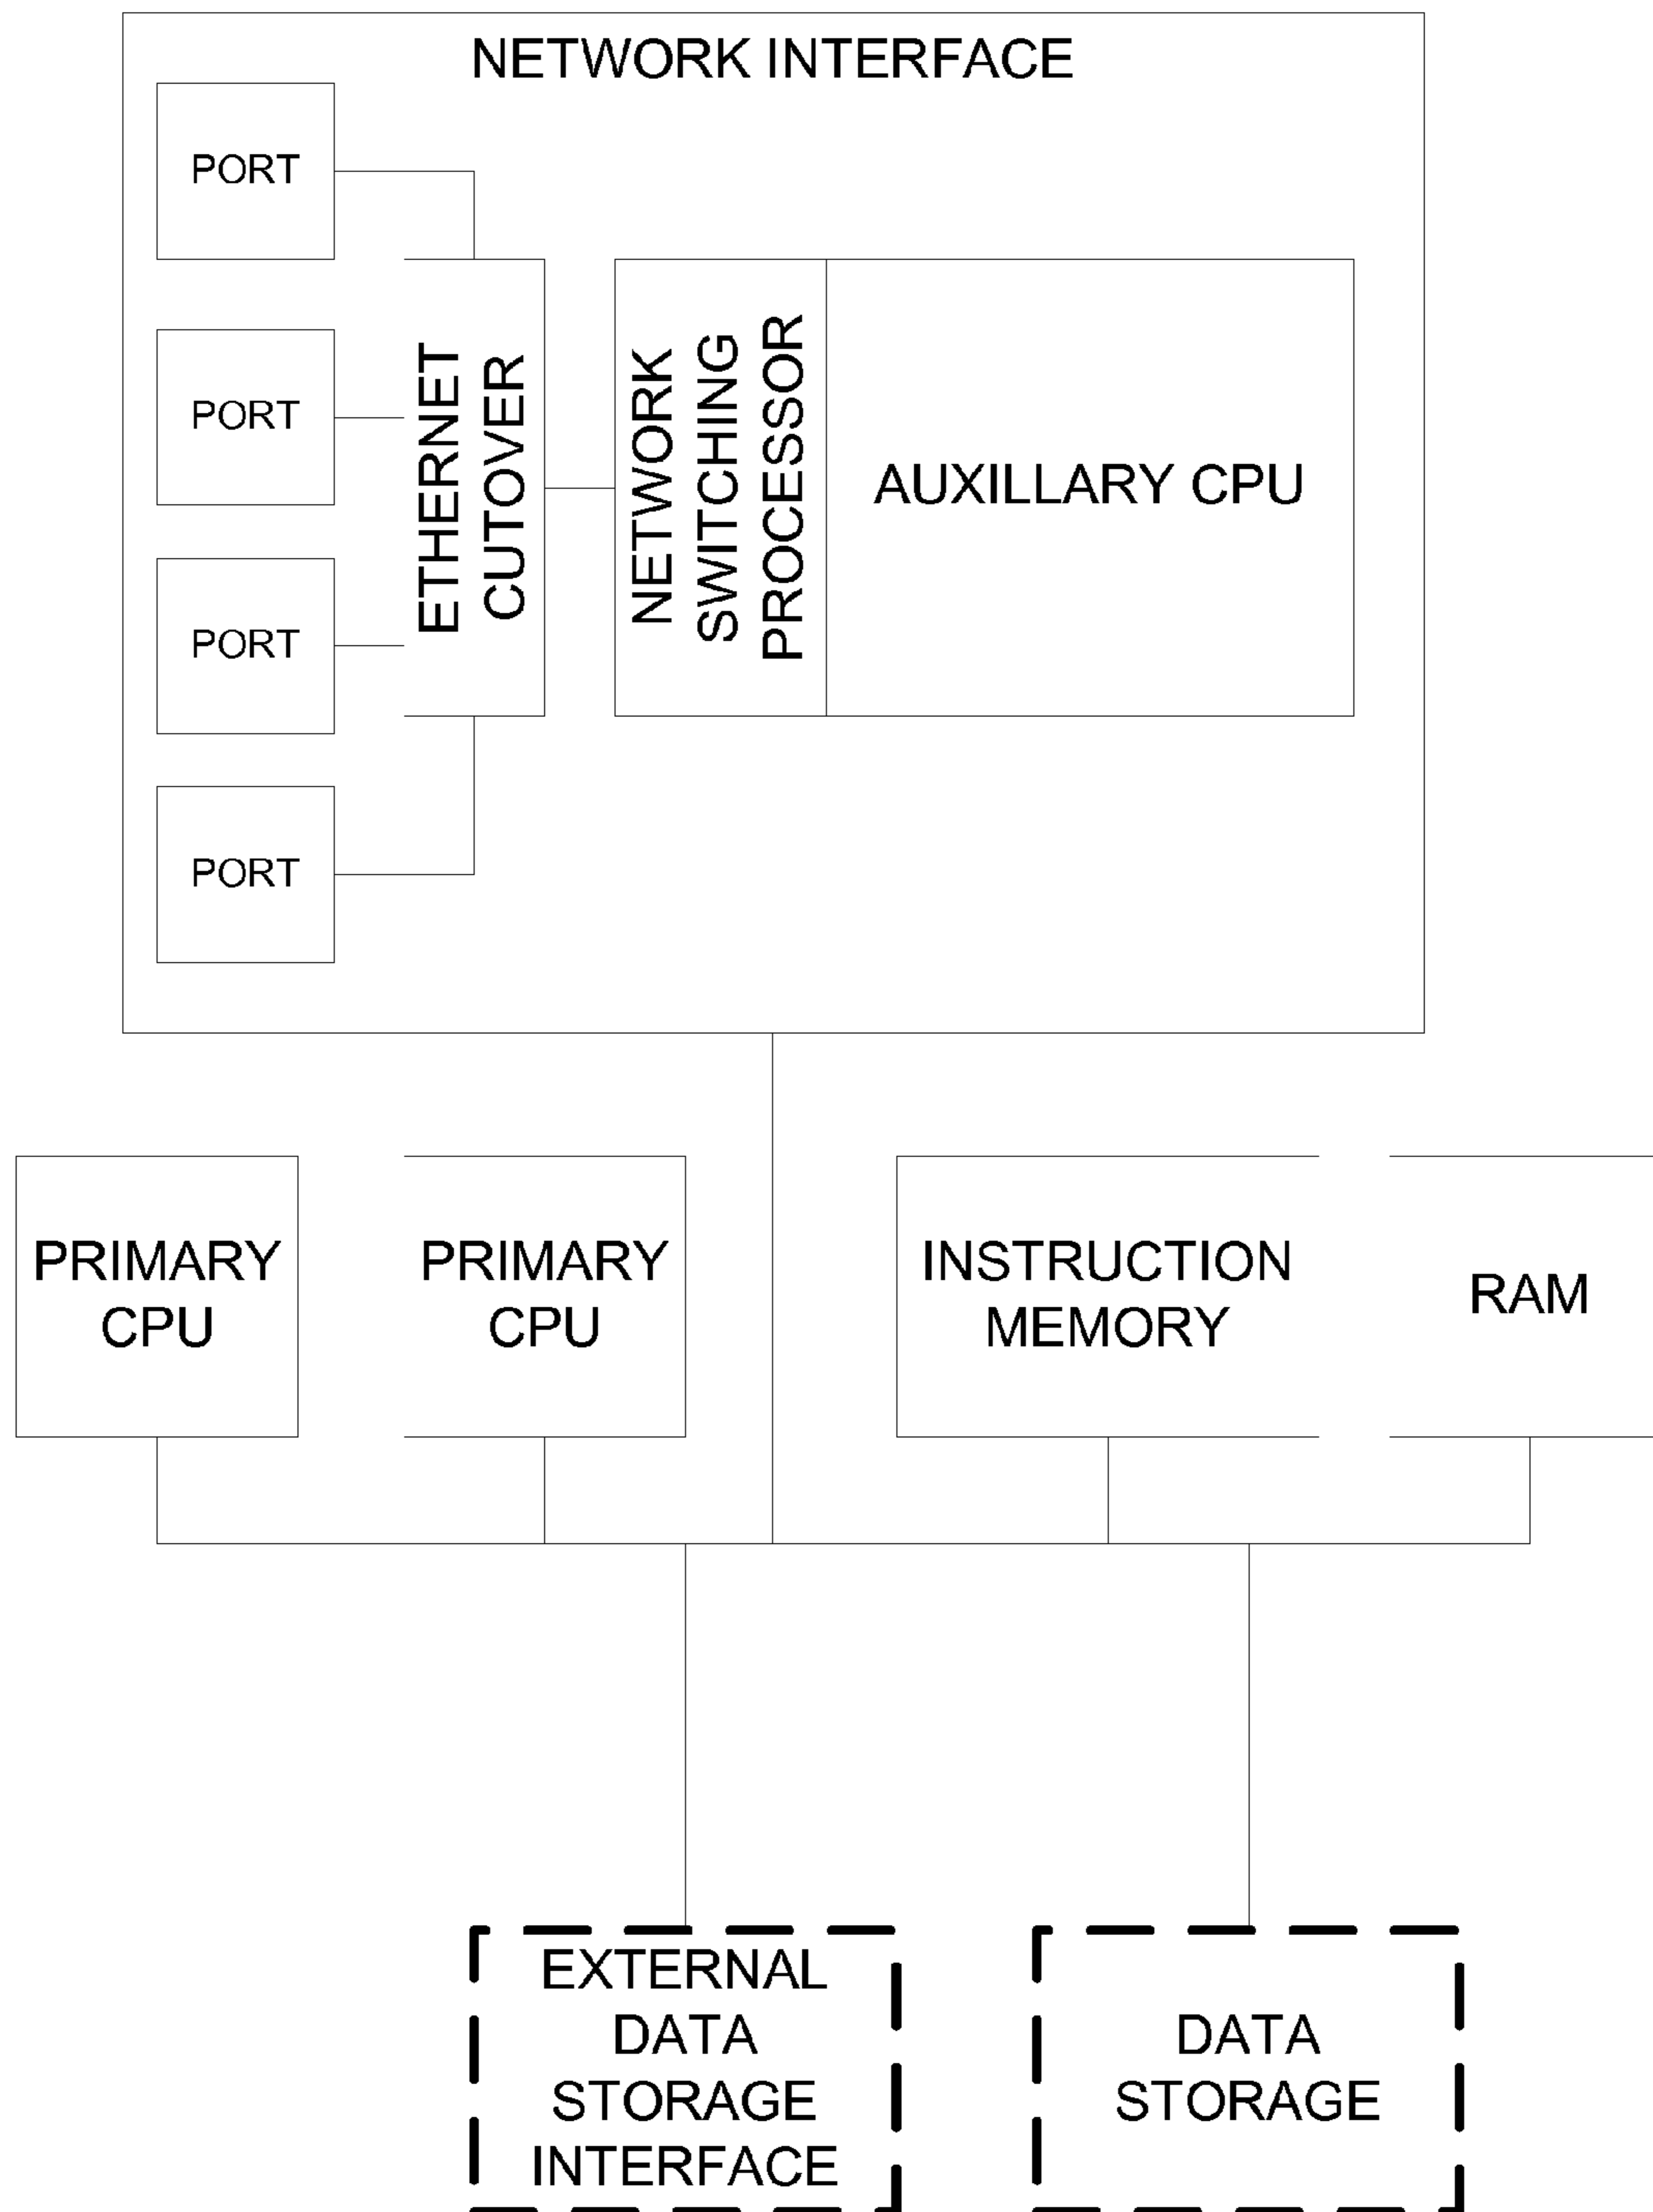 NETWORK INTERFACE
PORT
PORT
PORT
PORT
ETHERNET
CUTOVER
NETWORK
SWITCHING
PROCESSOR
AUXILLARY CPU
PRIMARY
CPU
PRIMARY
CPU
INSTRUCTION
MEMORY
RAM
EXTERNAL
DATA
STORAGE
INTERFACE
DATA
STORAGE